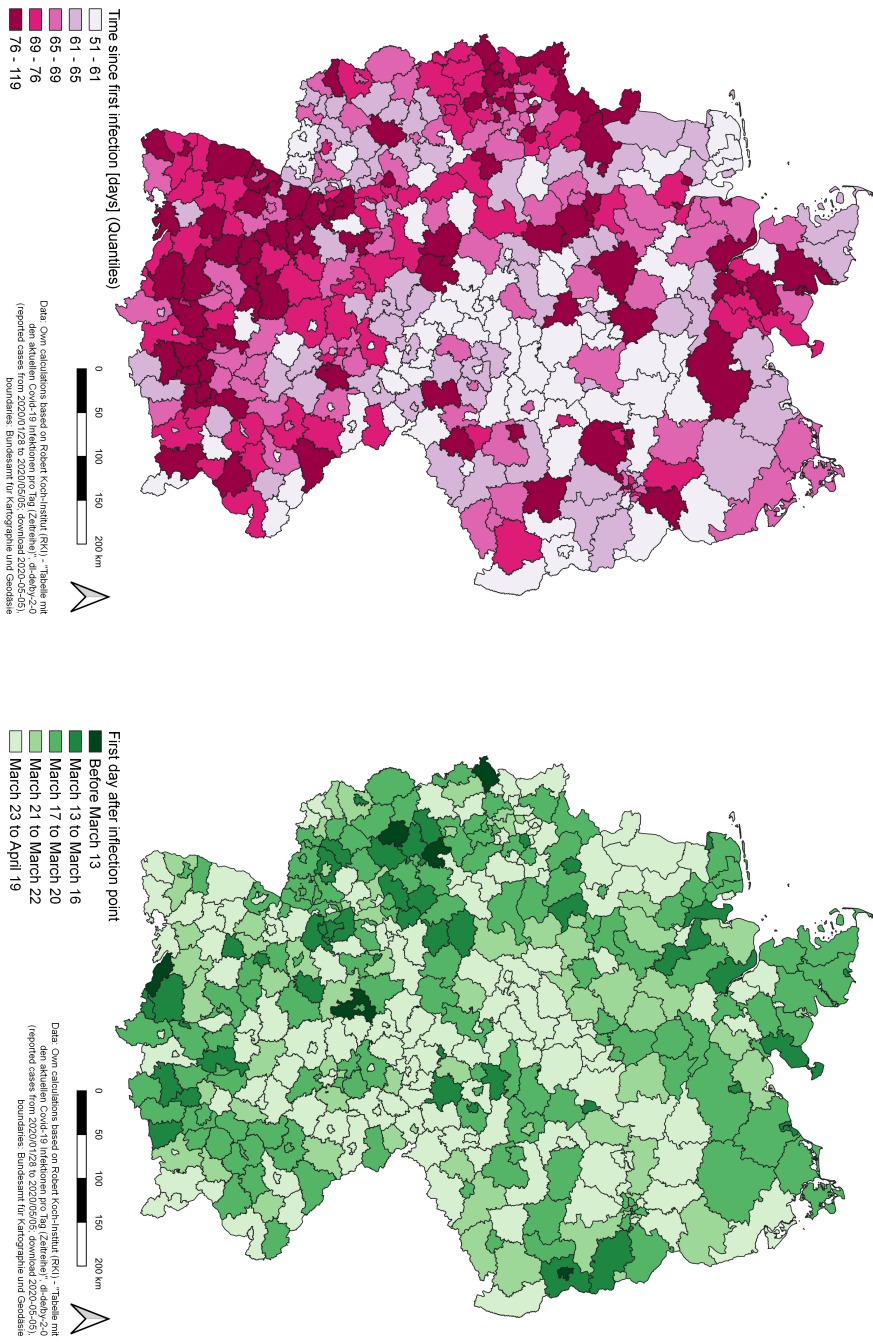 Time since first infection [days] (Quantiles)
51 - 61
61 - 65
65 - 69
69 - 76
76 - 119
0
50
100
150
200 km
Data: Own calculations based on Robert Koch-Institut (RKI) - "Tabelle mit
den aktuellen Covid-19 Infektionen pro Tag (Zeitreihe)", dl-de/by-2-0
(reported cases from 2020/01/28 to 2020/05/05, download 2020-05-05),
boundaries: Bundesamt für Kartographie und Geodäsie
First day after inflection point
Before March 13
March 13 to March 16
March 17 to March 20
March 21 to March 22
March 23 to April 19
0
50
100
150
200 km
Data: Own calculations based on Robert Koch-Institut (RKI) - "Tabelle mit
den aktuellen Covid-19 Infektionen pro Tag (Zeitreihe)", dl-de/by-2-0
(reported cases from 2020/01/28 to 2020/05/05, download 2020-05-05),
boundaries: Bundesamt für Kartographie und Geodäsie